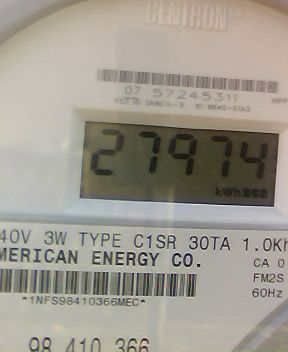 CENTRON®
07 57245311
27974
kWh
40V 3W TYPE C1SR 30TA 1.0Kh
MERICAN ENERGY CO.
CA 0
FM2S
60Hz
*1NFS98410366MEC*
98 410 366